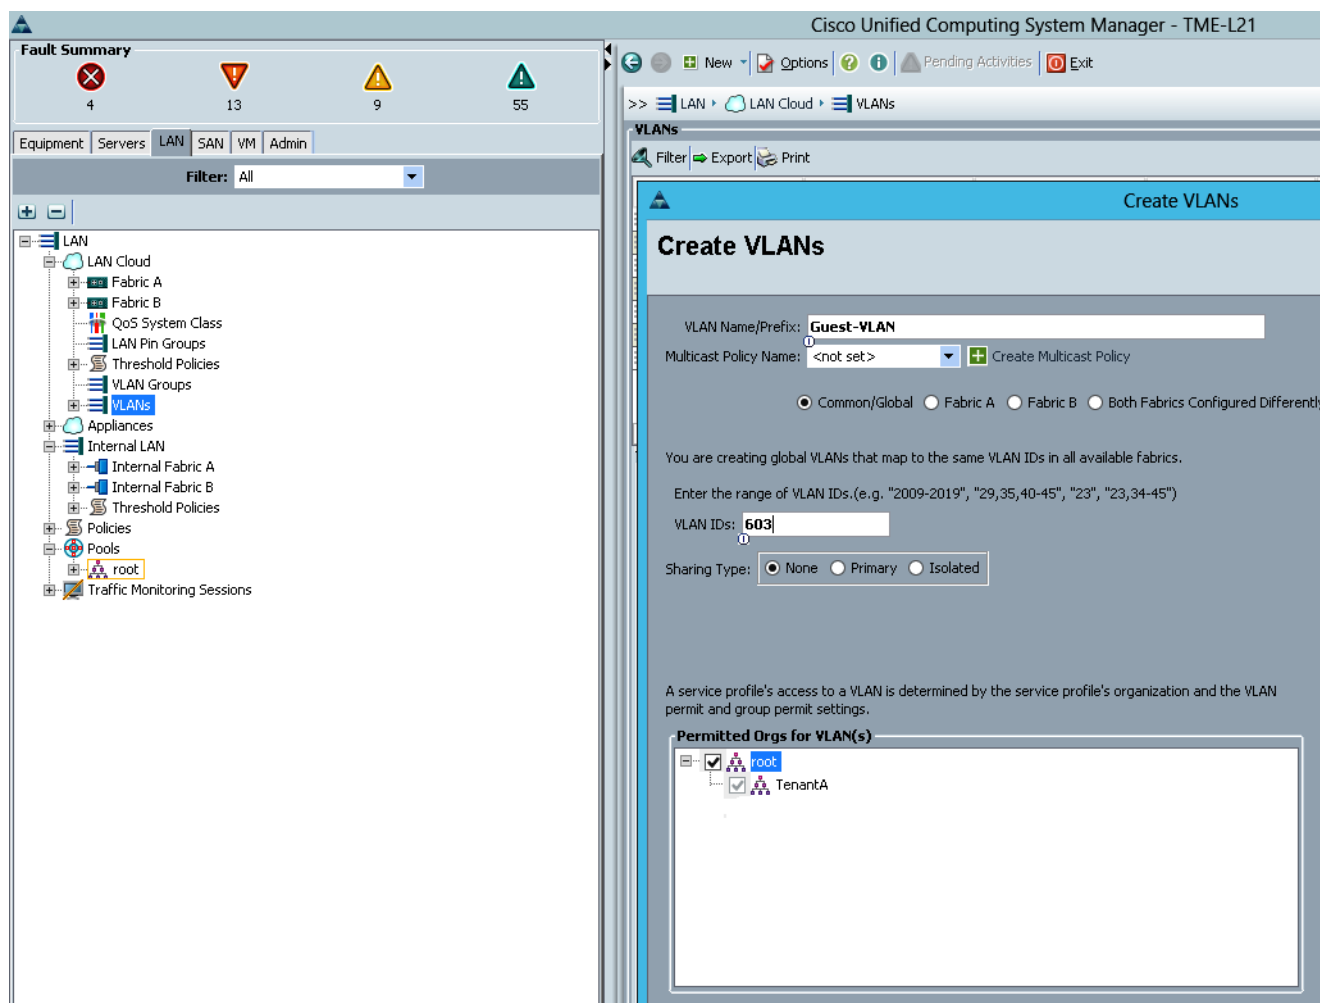 Cisco Unified Computing System Manager - TME-L21
Fault Summary
4 13 9 55
Equipment Servers LAN SAN VM Admin
Filter: All
LAN
LAN Cloud
Fabric A
Fabric B
QoS System Class
LAN Pin Groups
Threshold Policies
VLAN Groups
VLANs
Appliances
Internal LAN
Internal Fabric A
Internal Fabric B
Threshold Policies
Policies
Pools
root
Traffic Monitoring Sessions
New Options Pending Activities Exit
>> LAN LAN Cloud VLANs
VLANs
Filter Export Print
Create VLANs
Create VLANs
VLAN Name/Prefix: Guest-VLAN
Multicast Policy Name: <not set> Create Multicast Policy
Common/Global Fabric A Fabric B Both Fabrics Configured Differently
You are creating global VLANs that map to the same VLAN IDs in all available fabrics.
Enter the range of VLAN IDs.(e.g. "2009-2019", "29,35,40-45", "23", "23,34-45")
VLAN IDs: 603
Sharing Type: None Primary Isolated
A service profile's access to a VLAN is determined by the service profile's organization and the VLAN
permit and group permit settings.
Permitted Orgs for VLAN(s)
root
TenantA